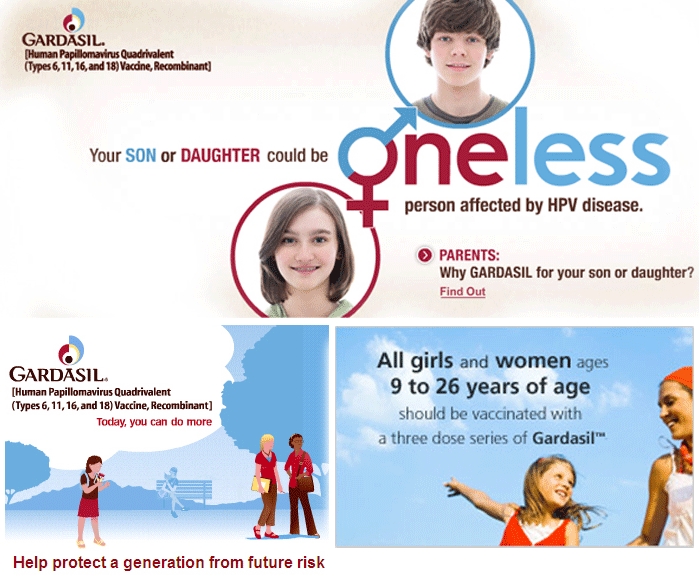 GARDASIL®
[Human Papillomavirus Quadrivalent
(Types 6, 11, 16, and 18) Vaccine, Recombinant]
Your SON or DAUGHTER could be oneless
person affected by HPV disease.
PARENTS:
Why GARDASIL for your son or daughter?
Find Out
GARDASIL®
[Human Papillomavirus Quadrivalent
(Types 6, 11, 16, and 18) Vaccine, Recombinant]
Today, you can do more
Help protect a generation from future risk
All girls and women ages
9 to 26 years of age
should be vaccinated with
a three dose series of Gardasil™